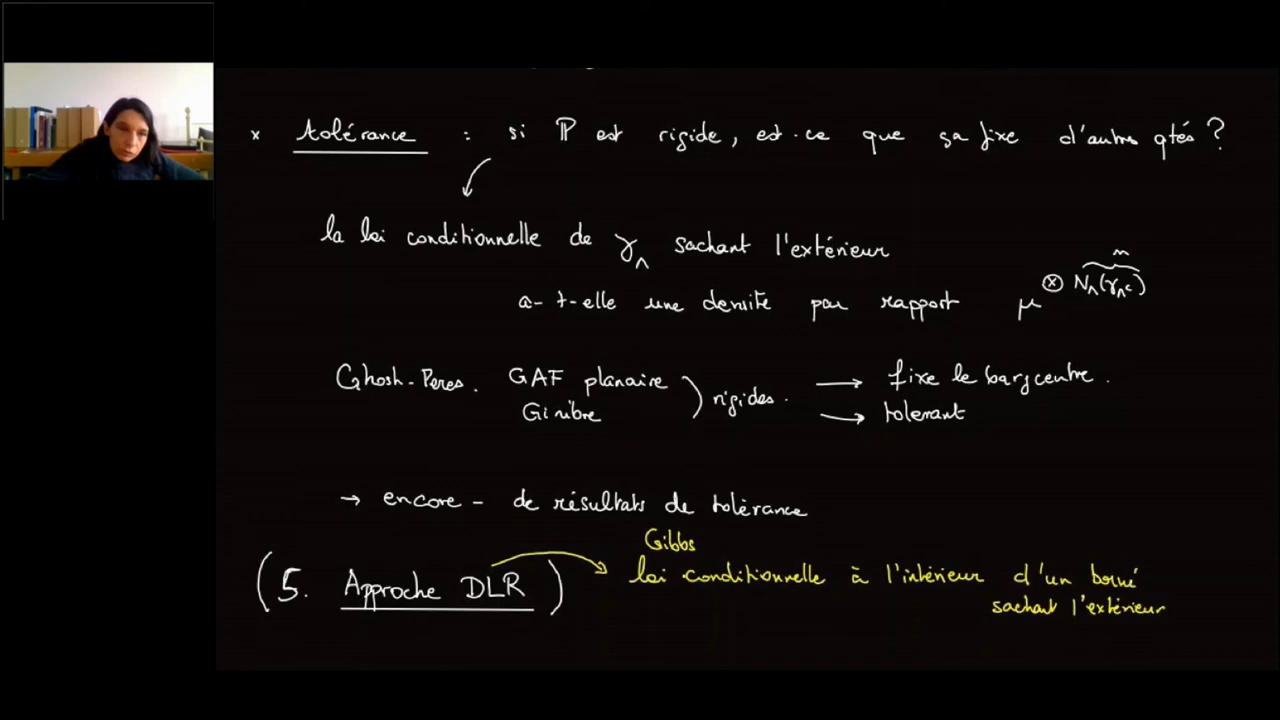 × tolérance : si ℙ est rigide, est-ce que ça fixe d'autres qtés ?
la loi conditionnelle de γ_Λ sachant l'extérieur
a-t-elle une densité par rapport μ^{⊗ N_Λ(γ_{Λ^c})} n
Ghosh-Peres. GAF planaire ) rigides. → fixe le barycentre.
Ginibre → tolérant
→ encore - de résultats de tolérance
Gibbs
(5. Approche DLR) → loi conditionnelle à l'intérieur d'un borné
sachant l'extérieur